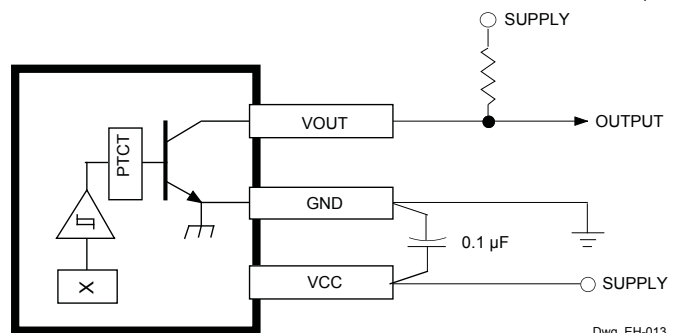 SUPPLY
VOUT
OUTPUT
PTCT
GND
0.1 µF
X
VCC
SUPPLY
Dwg. EH-013